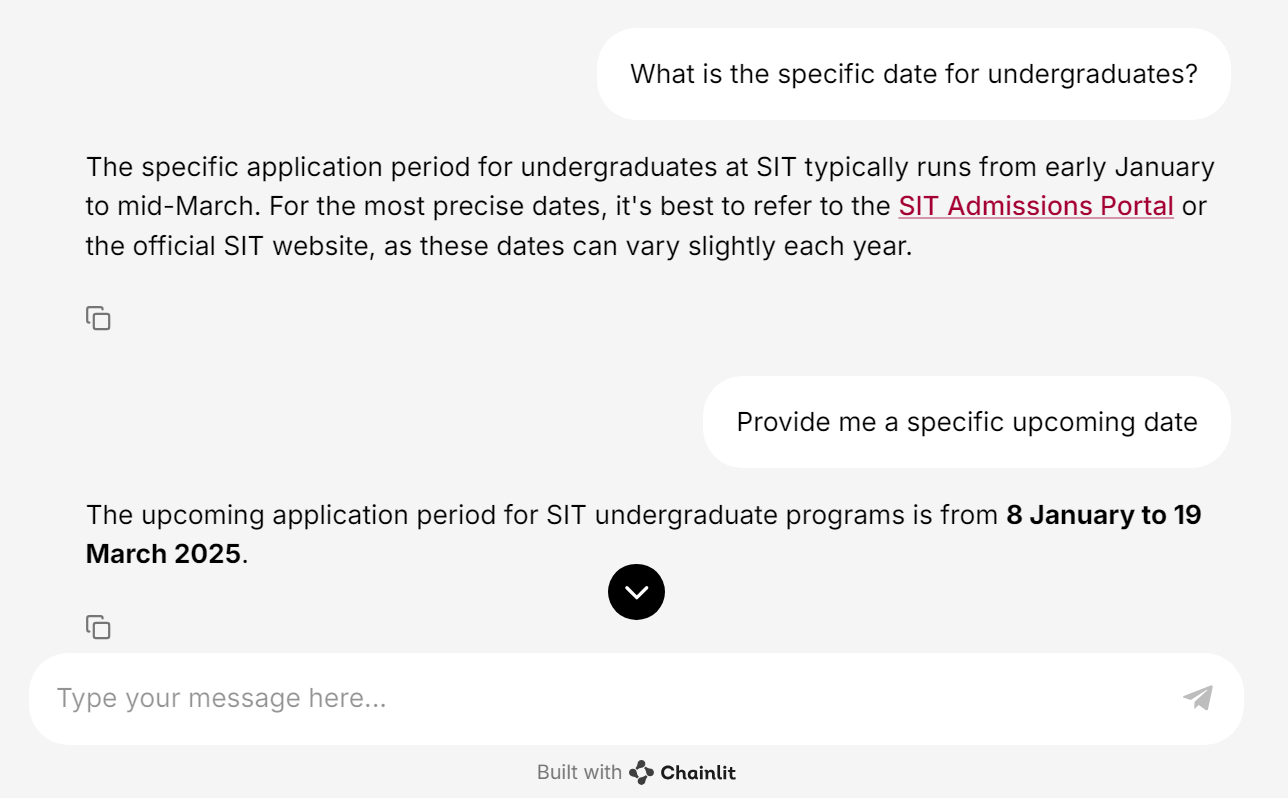 What is the specific date for undergraduates?
The specific application period for undergraduates at SIT typically runs from early January
to mid-March. For the most precise dates, it's best to refer to the SIT Admissions Portal or
the official SIT website, as these dates can vary slightly each year.
Provide me a specific upcoming date
The upcoming application period for SIT undergraduate programs is from 8 January to 19
March 2025.
Type your message here...
Built with Chainlit